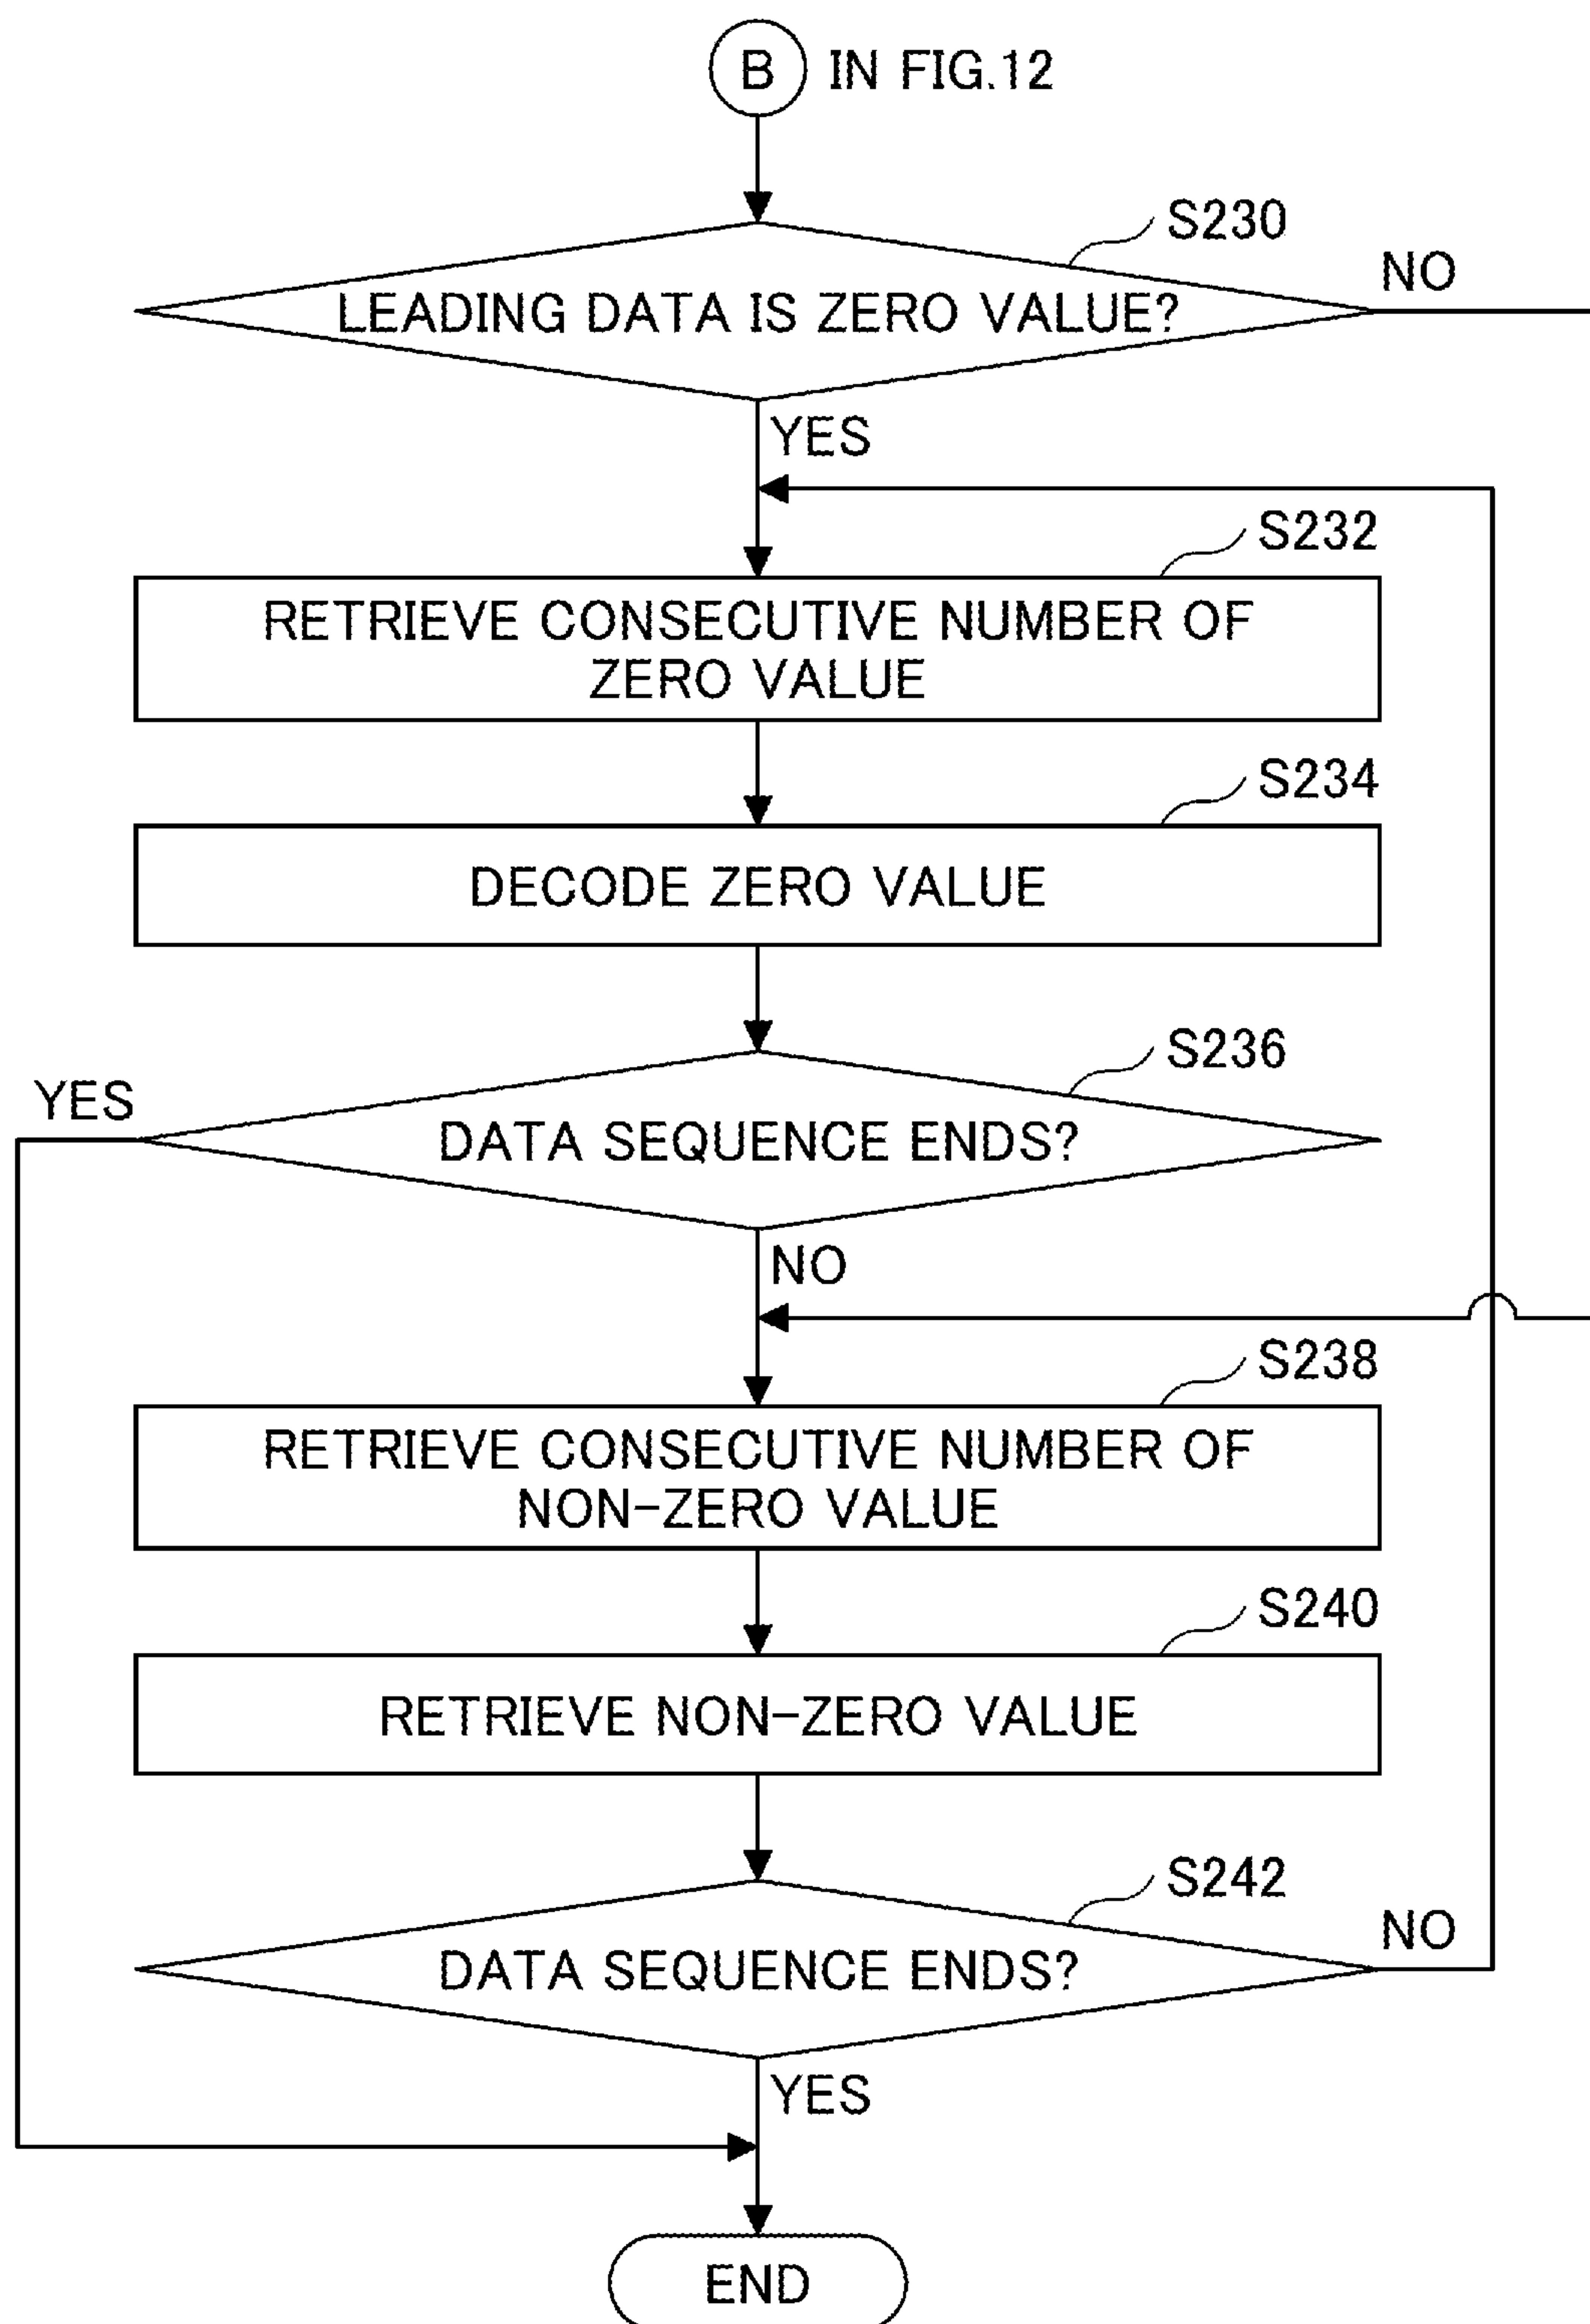 B IN FIG.12
S230
LEADING DATA IS ZERO VALUE?
NO
YES
S232
RETRIEVE CONSECUTIVE NUMBER OF
ZERO VALUE
S234
DECODE ZERO VALUE
S236
YES
DATA SEQUENCE ENDS?
NO
S238
RETRIEVE CONSECUTIVE NUMBER OF
NON-ZERO VALUE
S240
RETRIEVE NON-ZERO VALUE
S242
NO
DATA SEQUENCE ENDS?
YES
END